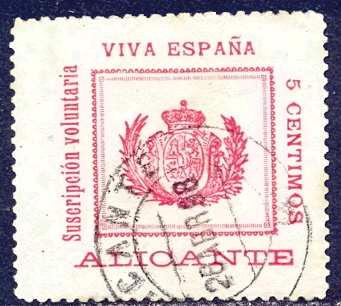 VIVA ESPAÑA
Suscripción voluntaria
5 CENTIMOS
ALICANTE